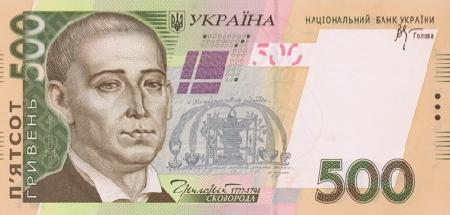 500
П'ЯТСОТ
ГРИВЕНЬ
УКРАЇНА
500
НАЦІОНАЛЬНИЙ БАНК УКРАЇНИ
Голова
Григорій 1722-1794
СКОВОРОДА
500